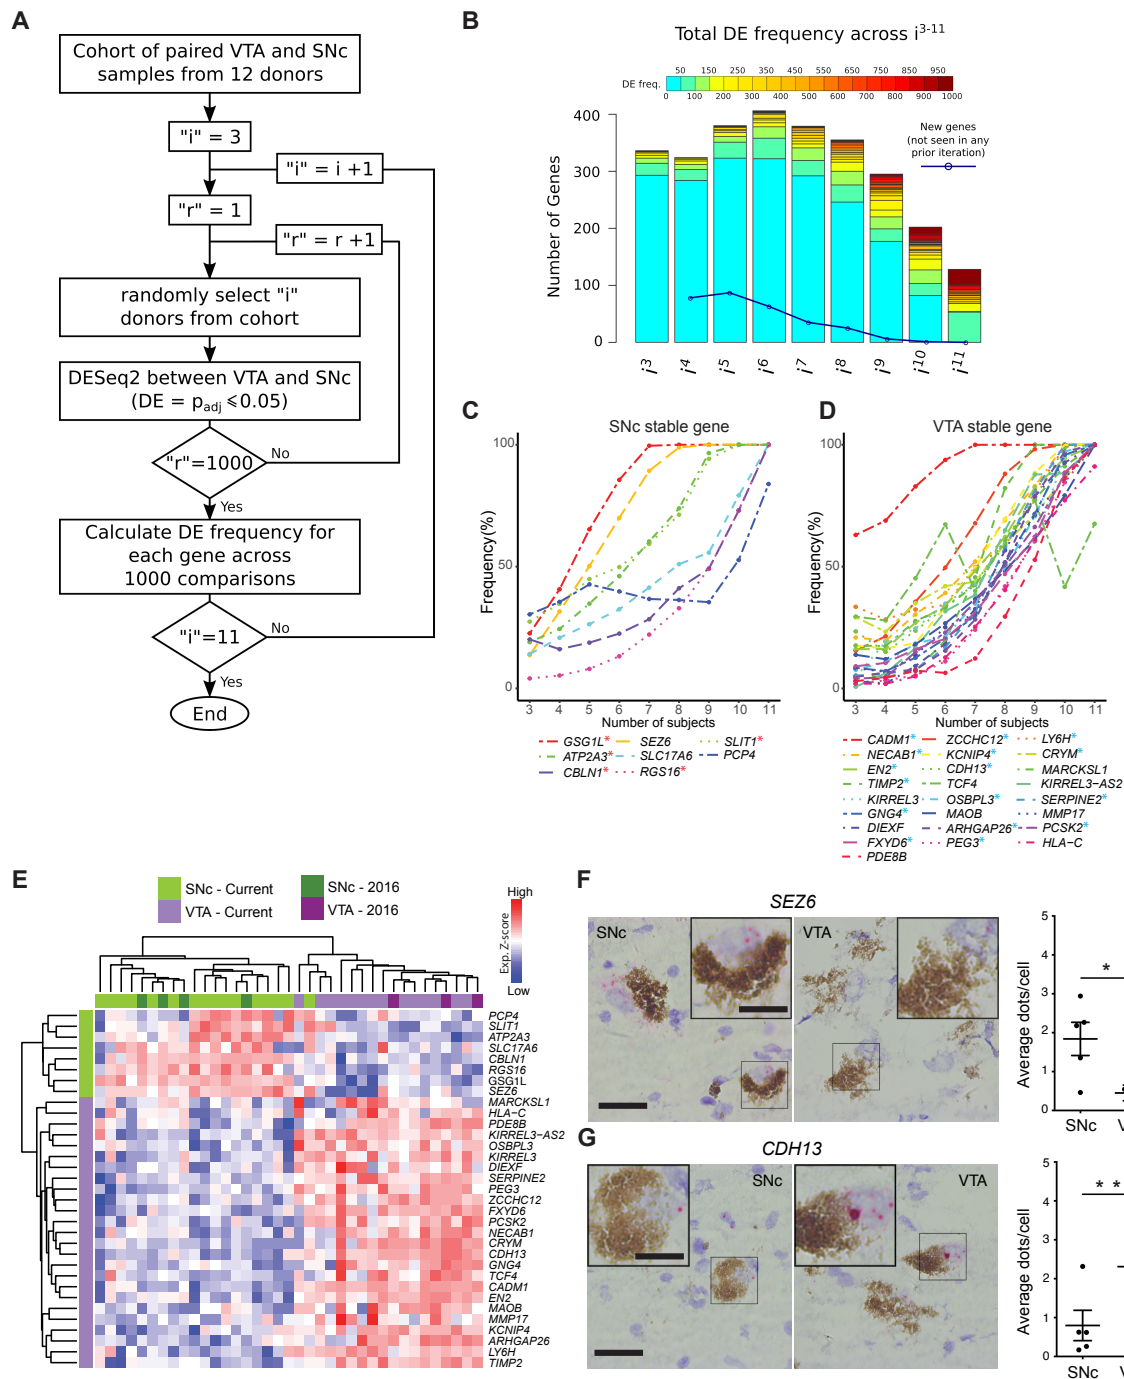 A
Cohort of paired VTA and SNc
samples from 12 donors
"i" = 3
"i" = i +1
"r" = 1
"r" = r +1
randomly select "i"
donors from cohort
DESeq2 between VTA and SNc
(DE = padj ≤0.05)
"r"=1000
No
Yes
Calculate DE frequency for
each gene across
1000 comparisons
"i"=11
No
Yes
End
B
Total DE frequency across i3-11
50 150 250 350 450 550 650 750 850 950
DE freq.
0 100 200 300 400 500 600 700 800 900 1000
New genes
(not seen in any
prior iteration)
Number of Genes
400
300
200
100
0
i3 i4 i5 i6 i7 i8 i9 i10 i11
C
SNc stable gene
Frequency(%)
100
50
0
3 4 5 6 7 8 9 10 11
Number of subjects
GSG1L* SEZ6 SLIT1*
ATP2A3* SLC17A6 PCP4
CBLN1* RGS16*
D
VTA stable gene
Frequency(%)
100
50
0
3 4 5 6 7 8 9 10 11
Number of subjects
CADM1* ZCCHC12* LY6H*
NECAB1* KCNIP4* CRYM*
EN2* CDH13* MARCKSL1
TIMP2* TCF4 KIRREL3-AS2
KIRREL3 OSBPL3* SERPINE2*
GNG4* MAOB MMP17
DIEXF ARHGAP26* PCSK2*
FXYD6* PEG3* HLA-C
PDE8B
E
SNc - Current
SNc - 2016
VTA - Current
VTA - 2016
High
Exp. Z-score
Low
PCP4
SLIT1
ATP2A3
SLC17A6
CBLN1
RGS16
GSG1L
SEZ6
MARCKSL1
HLA-C
PDE8B
KIRREL3-AS2
OSBPL3
KIRREL3
DIEXF
SERPINE2
PEG3
ZCCHC12
FXYD6
PCSK2
NECAB1
CRYM
CDH13
GNG4
TCF4
CADM1
EN2
MAOB
MMP17
KCNIP4
ARHGAP26
LY6H
TIMP2
F
SEZ6
SNc
VTA
Average dots/cell
5
4
3
2
1
0
*
SNc
V
G
CDH13
SNc
VTA
Average dots/cell
5
4
3
2
1
0
* *
SNc
V